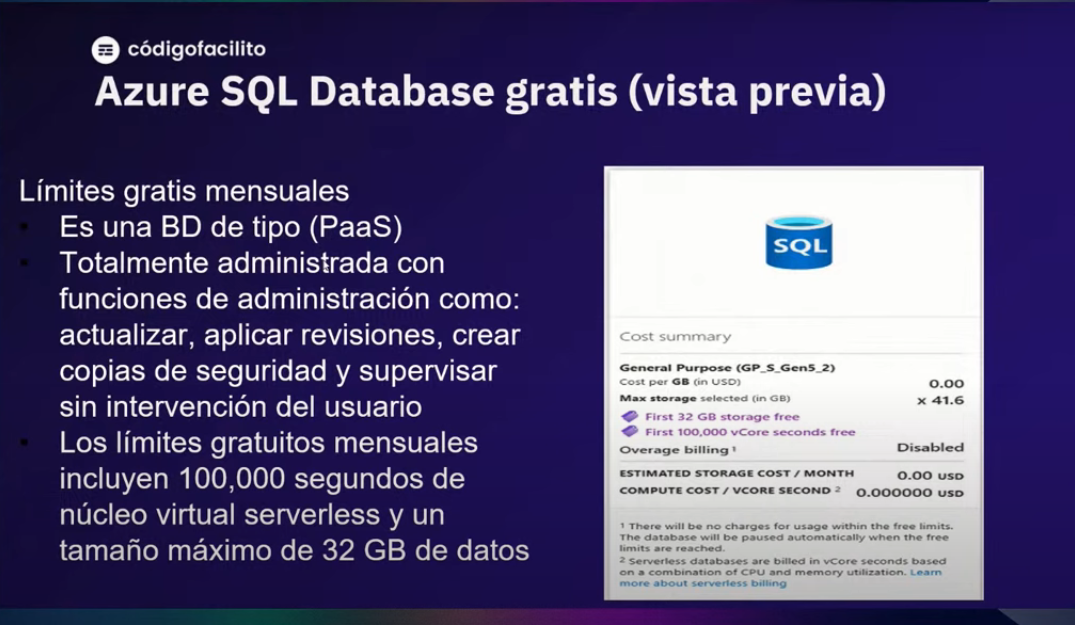 códigofacilito
Azure SQL Database gratis (vista previa)
Límites gratis mensuales
Es una BD de tipo (PaaS)
Totalmente administrada con
funciones de administración como:
actualizar, aplicar revisiones, crear
copias de seguridad y supervisar
sin intervención del usuario
Los límites gratuitos mensuales
incluyen 100,000 segundos de
núcleo virtual serverless y un
tamaño máximo de 32 GB de datos
SQL
Cost summary
General Purpose (GP_S_Gen5_2)
Cost per GB (in USD) 0.00
Max storage selected (in GB) x 41.6
First 32 GB storage free
First 100,000 vCore seconds free
Overage billing ¹ Disabled
ESTIMATED STORAGE COST / MONTH 0.00 USD
COMPUTE COST / VCORE SECOND ² 0.000000 USD
¹ There will be no charges for usage within the free limits.
The database will be paused automatically when the free
limits are reached.
² Serverless databases are billed in vCore seconds based
on a combination of CPU and memory utilization. Learn
more about serverless billing